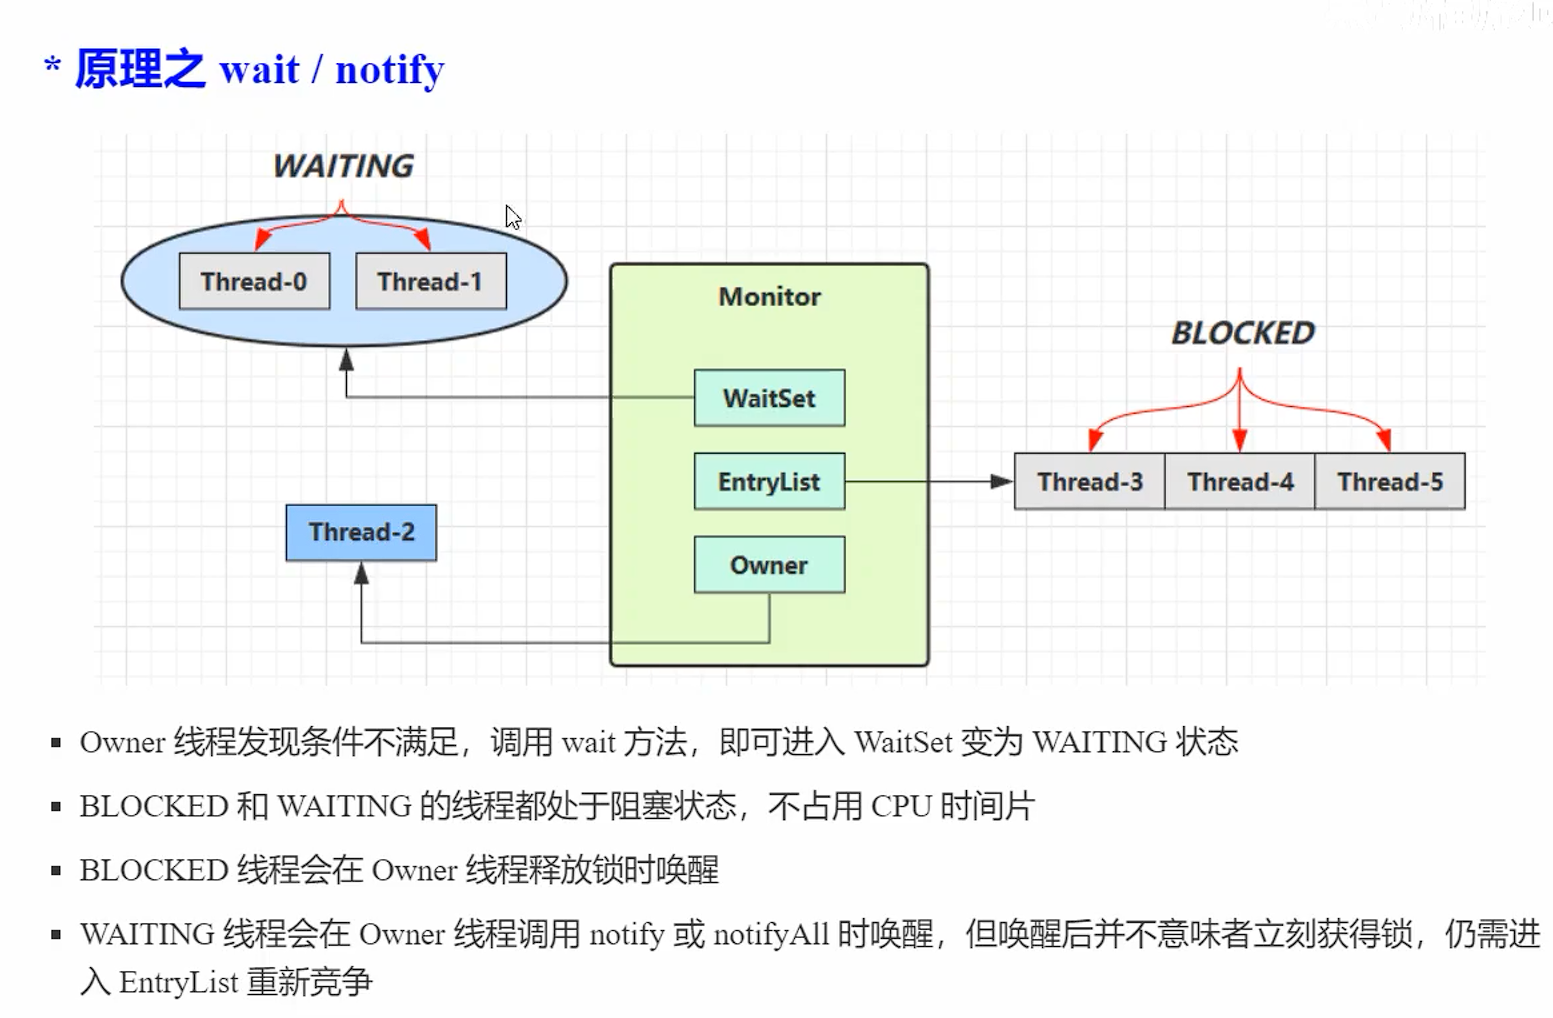 * 原理之 wait / notify
WAITING
Thread-0 Thread-1
Monitor
BLOCKED
WaitSet
EntryList
Thread-3 Thread-4 Thread-5
Thread-2
Owner
▪ Owner 线程发现条件不满足，调用 wait 方法，即可进入 WaitSet 变为 WAITING 状态
▪ BLOCKED 和 WAITING 的线程都处于阻塞状态，不占用 CPU 时间片
▪ BLOCKED 线程会在 Owner 线程释放锁时唤醒
▪ WAITING 线程会在 Owner 线程调用 notify 或 notifyAll 时唤醒，但唤醒后并不意味者立刻获得锁，仍需进
入 EntryList 重新竞争